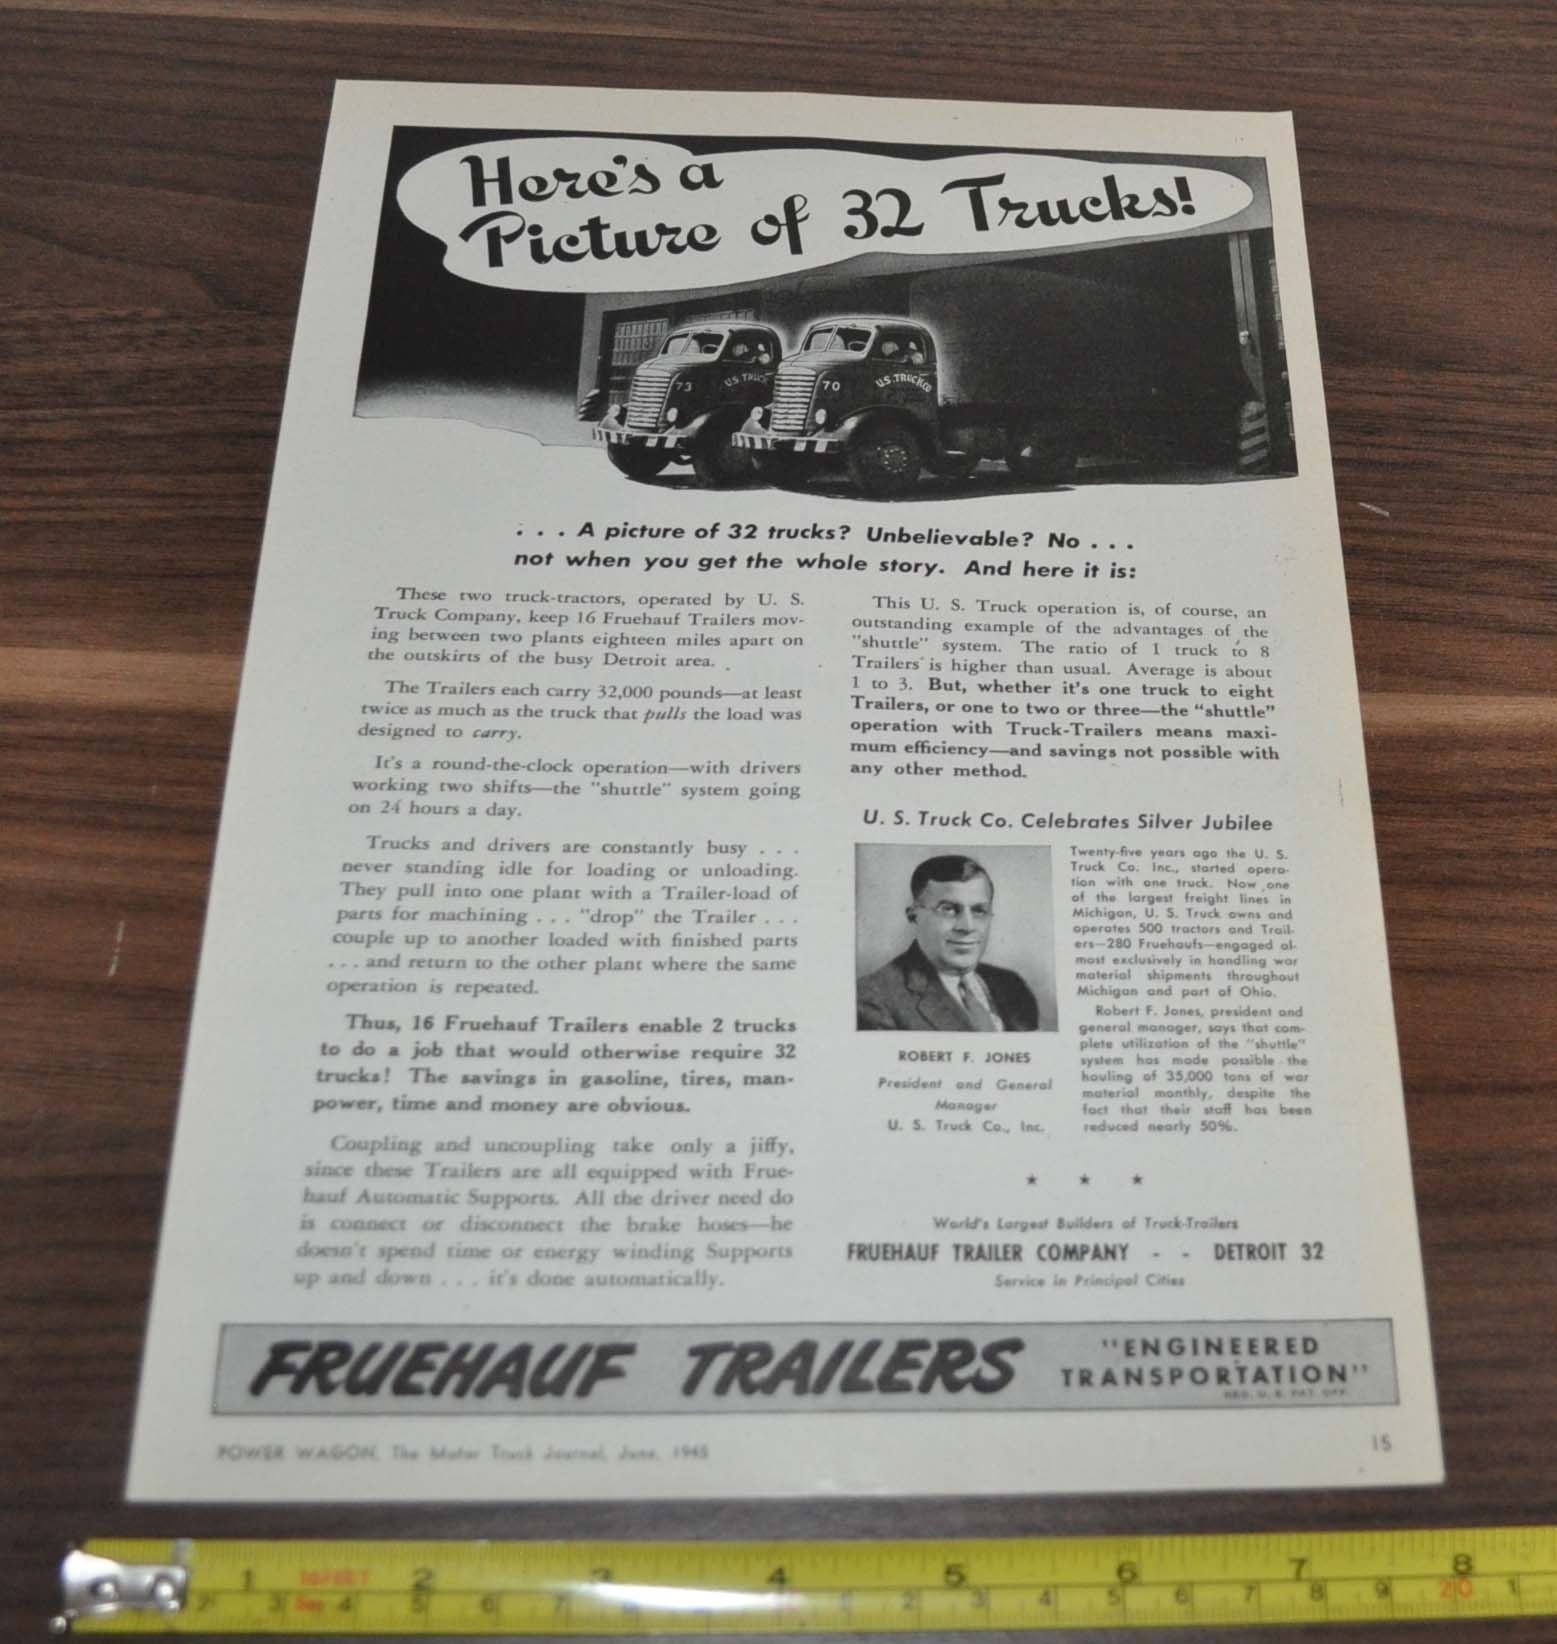 Here's a
Picture of 32 Trucks!
73
U.S. TRUCK
70
U.S. TRUCK CO
. . . A picture of 32 trucks? Unbelievable? No . . .
not when you get the whole story. And here it is:
These two truck-tractors, operated by U. S.
Truck Company, keep 16 Fruehauf Trailers mov-
ing between two plants eighteen miles apart on
the outskirts of the busy Detroit area.
The Trailers each carry 32,000 pounds—at least
twice as much as the truck that pulls the load was
designed to carry.
It's a round-the-clock operation—with drivers
working two shifts—the "shuttle" system going
on 24 hours a day.
Trucks and drivers are constantly busy . . .
never standing idle for loading or unloading.
They pull into one plant with a Trailer-load of
parts for machining . . . "drop" the Trailer . . .
couple up to another loaded with finished parts
. . . and return to the other plant where the same
operation is repeated.
Thus, 16 Fruehauf Trailers enable 2 trucks
to do a job that would otherwise require 32
trucks! The savings in gasoline, tires, man-
power, time and money are obvious.
Coupling and uncoupling take only a jiffy,
since these Trailers are all equipped with Frue-
hauf Automatic Supports. All the driver need do
is connect or disconnect the brake hoses—he
doesn't spend time or energy winding Supports
up and down . . . it's done automatically.
This U. S. Truck operation is, of course, an
outstanding example of the advantages of the
"shuttle" system. The ratio of 1 truck to 8
Trailers is higher than usual. Average is about
1 to 3. But, whether it's one truck to eight
Trailers, or one to two or three—the "shuttle"
operation with Truck-Trailers means maxi-
mum efficiency—and savings not possible with
any other method.
U. S. Truck Co. Celebrates Silver Jubilee
Twenty-five years ago the U. S.
Truck Co. Inc., started opera-
tion with one truck. Now one
of the largest freight lines in
Michigan, U. S. Truck owns and
operates 500 tractors and Trail-
ers—280 Fruehaufs—engaged al-
most exclusively in handling war
material shipments throughout
Michigan and part of Ohio.
Robert F. Jones, president and
general manager, says that com-
plete utilization of the "shuttle"
system has made possible the
hauling of 35,000 tons of war
material monthly, despite the
fact that their staff has been
reduced nearly 50%.
ROBERT F. JONES
President and General
Manager
U. S. Truck Co., Inc.
★ ★ ★
World's Largest Builders of Truck-Trailers
FRUEHAUF TRAILER COMPANY - - DETROIT 32
Service in Principal Cities
FRUEHAUF TRAILERS
"ENGINEERED
TRANSPORTATION"
REG. U. S. PAT. OFF.
POWER WAGON, The Motor Truck Journal, June, 1945
15
1 2 3 4 5 6 7 8
2 3 4 5 6 7 2 3 4 5 6 7 8 9 20 1